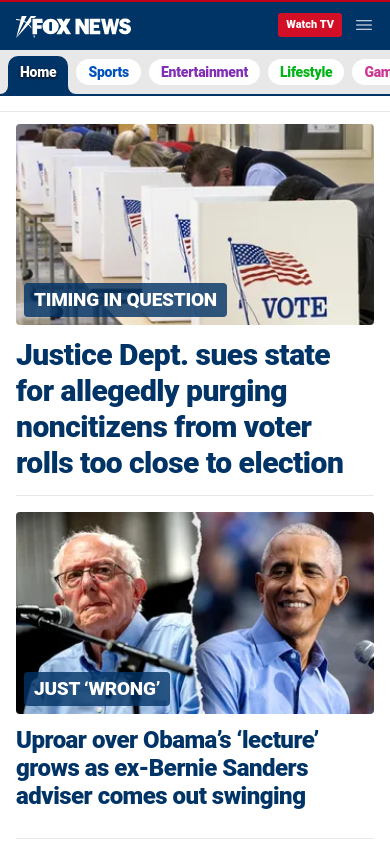 FOX NEWS
Watch TV
Home
Sports
Entertainment
Lifestyle
Gam
VOTE
TIMING IN QUESTION
Justice Dept. sues state
for allegedly purging
noncitizens from voter
rolls too close to election
JUST ‘WRONG’
Uproar over Obama’s ‘lecture’
grows as ex-Bernie Sanders
adviser comes out swinging